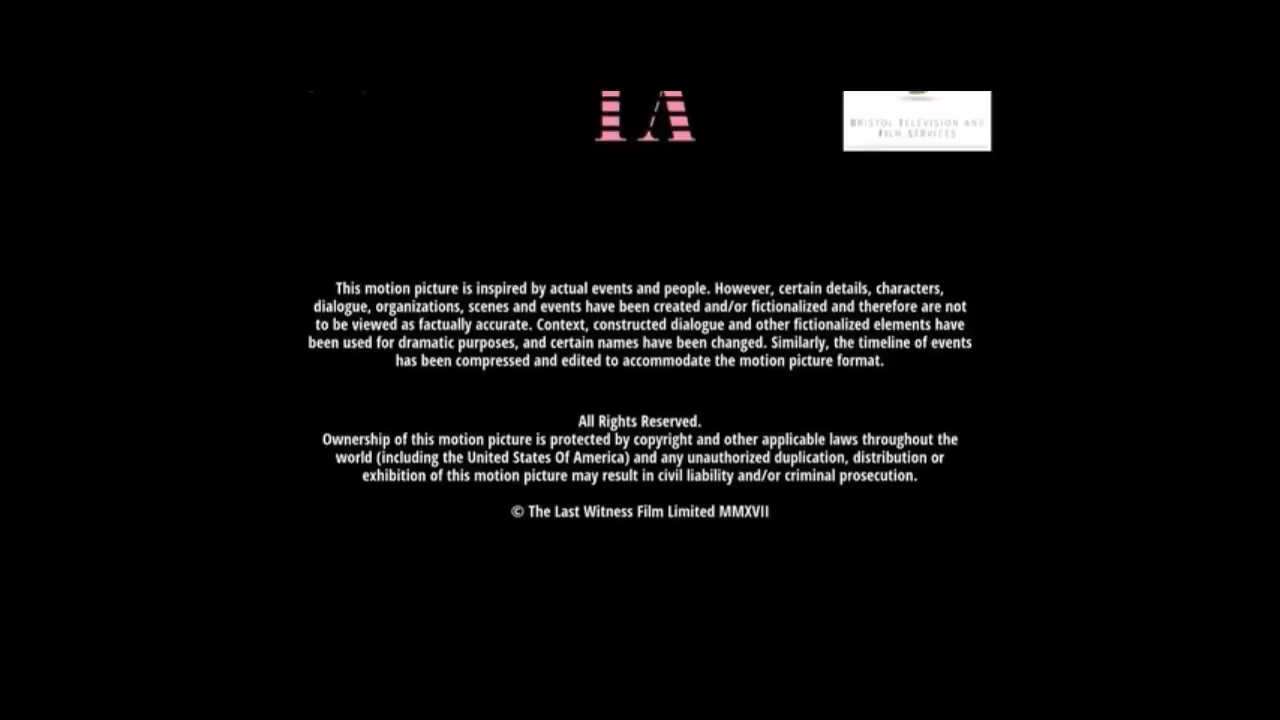 BRISTOL TELEVISION AND
FILM SERVICES
This motion picture is inspired by actual events and people. However, certain details, characters,
dialogue, organizations, scenes and events have been created and/or fictionalized and therefore are not
to be viewed as factually accurate. Context, constructed dialogue and other fictionalized elements have
been used for dramatic purposes, and certain names have been changed. Similarly, the timeline of events
has been compressed and edited to accommodate the motion picture format.
All Rights Reserved.
Ownership of this motion picture is protected by copyright and other applicable laws throughout the
world (including the United States Of America) and any unauthorized duplication, distribution or
exhibition of this motion picture may result in civil liability and/or criminal prosecution.
© The Last Witness Film Limited MMXVII